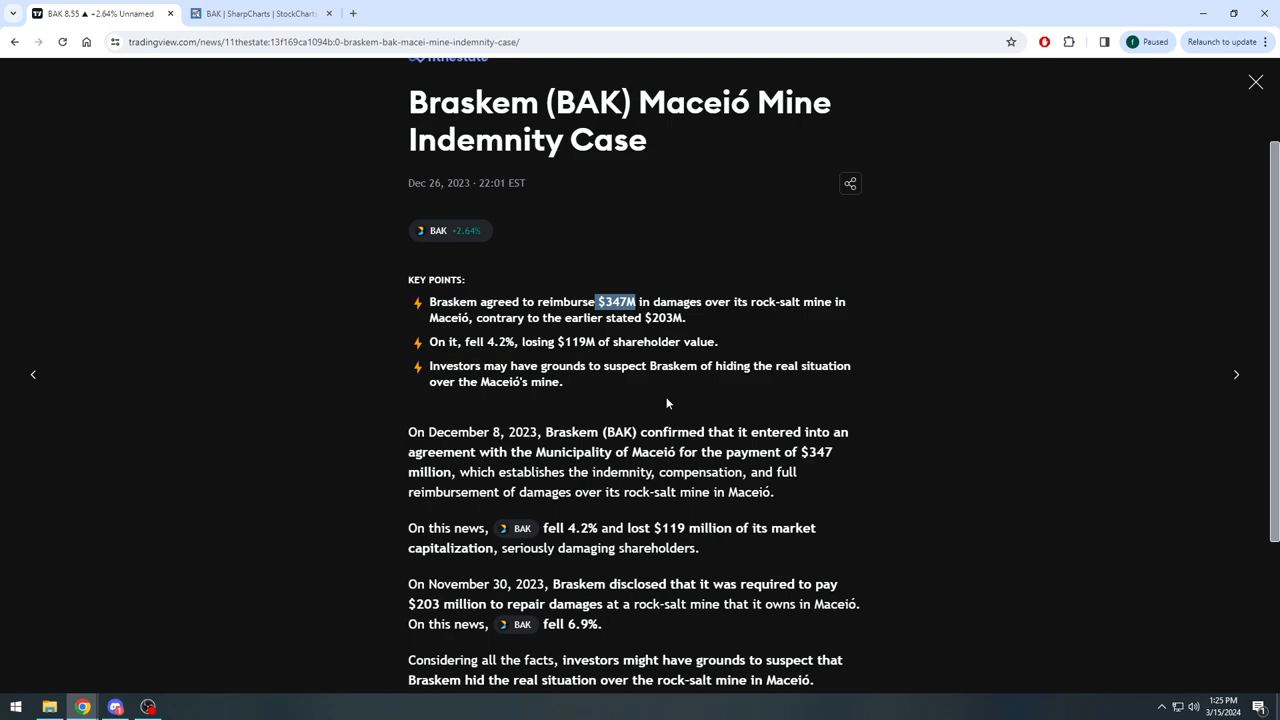 BAK 8.55 ▲ +2.64% Unnamed
BAK | SharpCharts | StockCharts
tradingview.com/news/11thestate:13f169ca1094b:0-braskem-bak-macei-mine-indemnity-case/
f Paused
Relaunch to update
11thestate
Braskem (BAK) Maceió Mine
Indemnity Case
Dec 26, 2023 · 22:01 EST
BAK +2.64%
KEY POINTS:
Braskem agreed to reimburse $347M in damages over its rock-salt mine in
Maceió, contrary to the earlier stated $203M.
On it, fell 4.2%, losing $119M of shareholder value.
Investors may have grounds to suspect Braskem of hiding the real situation
over the Maceió's mine.
On December 8, 2023, Braskem (BAK) confirmed that it entered into an
agreement with the Municipality of Maceió for the payment of $347
million, which establishes the indemnity, compensation, and full
reimbursement of damages over its rock-salt mine in Maceió.
On this news, BAK fell 4.2% and lost $119 million of its market
capitalization, seriously damaging shareholders.
On November 30, 2023, Braskem disclosed that it was required to pay
$203 million to repair damages at a rock-salt mine that it owns in Maceió.
On this news, BAK fell 6.9%.
Considering all the facts, investors might have grounds to suspect that
Braskem hid the real situation over the rock-salt mine in Maceió.
1:25 PM
3/15/2024